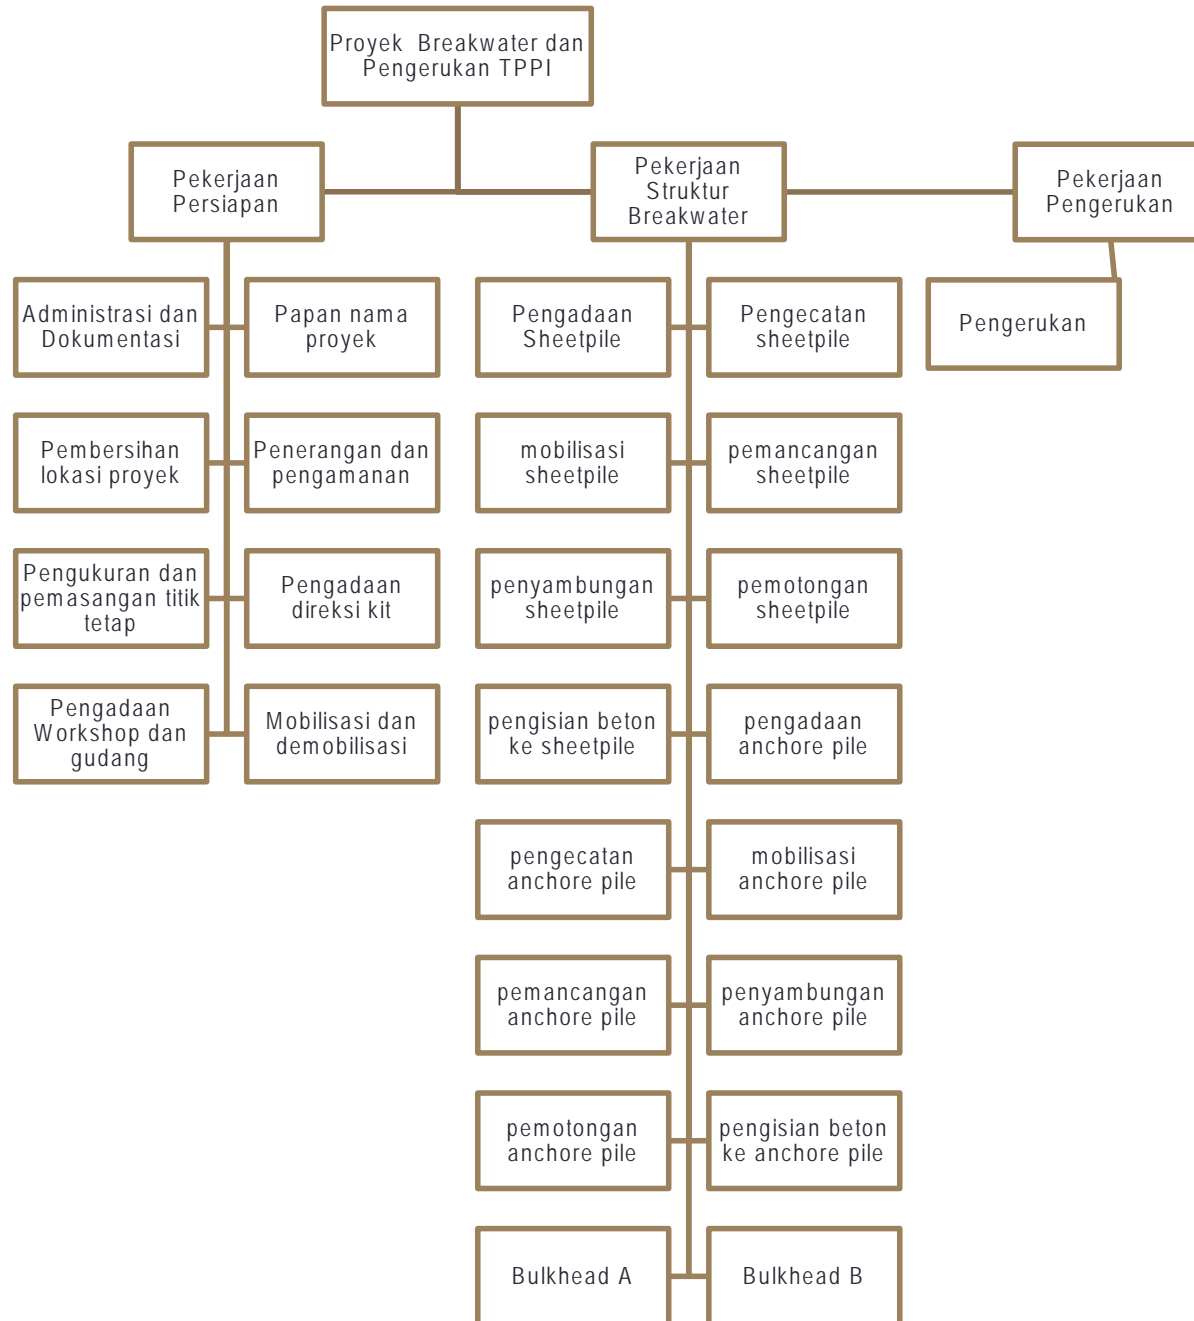 Proyek Breakwater dan
Pengerukan TPPI
Pekerjaan
Persiapan
Pekerjaan
Struktur
Breakwater
Pekerjaan
Pengerukan
Administrasi dan
Dokumentasi
Papan nama
proyek
Pengadaan
Sheetpile
Pengecatan
sheetpile
Pengerukan
Pembersihan
lokasi proyek
Penerangan dan
pengamanan
mobilisasi
sheetpile
pemancangan
sheetpile
Pengukuran dan
pemasangan titik
tetap
Pengadaan
direksi kit
penyambungan
sheetpile
pemotongan
sheetpile
Pengadaan
Workshop dan
gudang
Mobilisasi dan
demobilisasi
pengisian beton
ke sheetpile
pengadaan
anchore pile
pengecatan
anchore pile
mobilisasi
anchore pile
pemancangan
anchore pile
penyambungan
anchore pile
pemotongan
anchore pile
pengisian beton
ke anchore pile
Bulkhead A
Bulkhead B